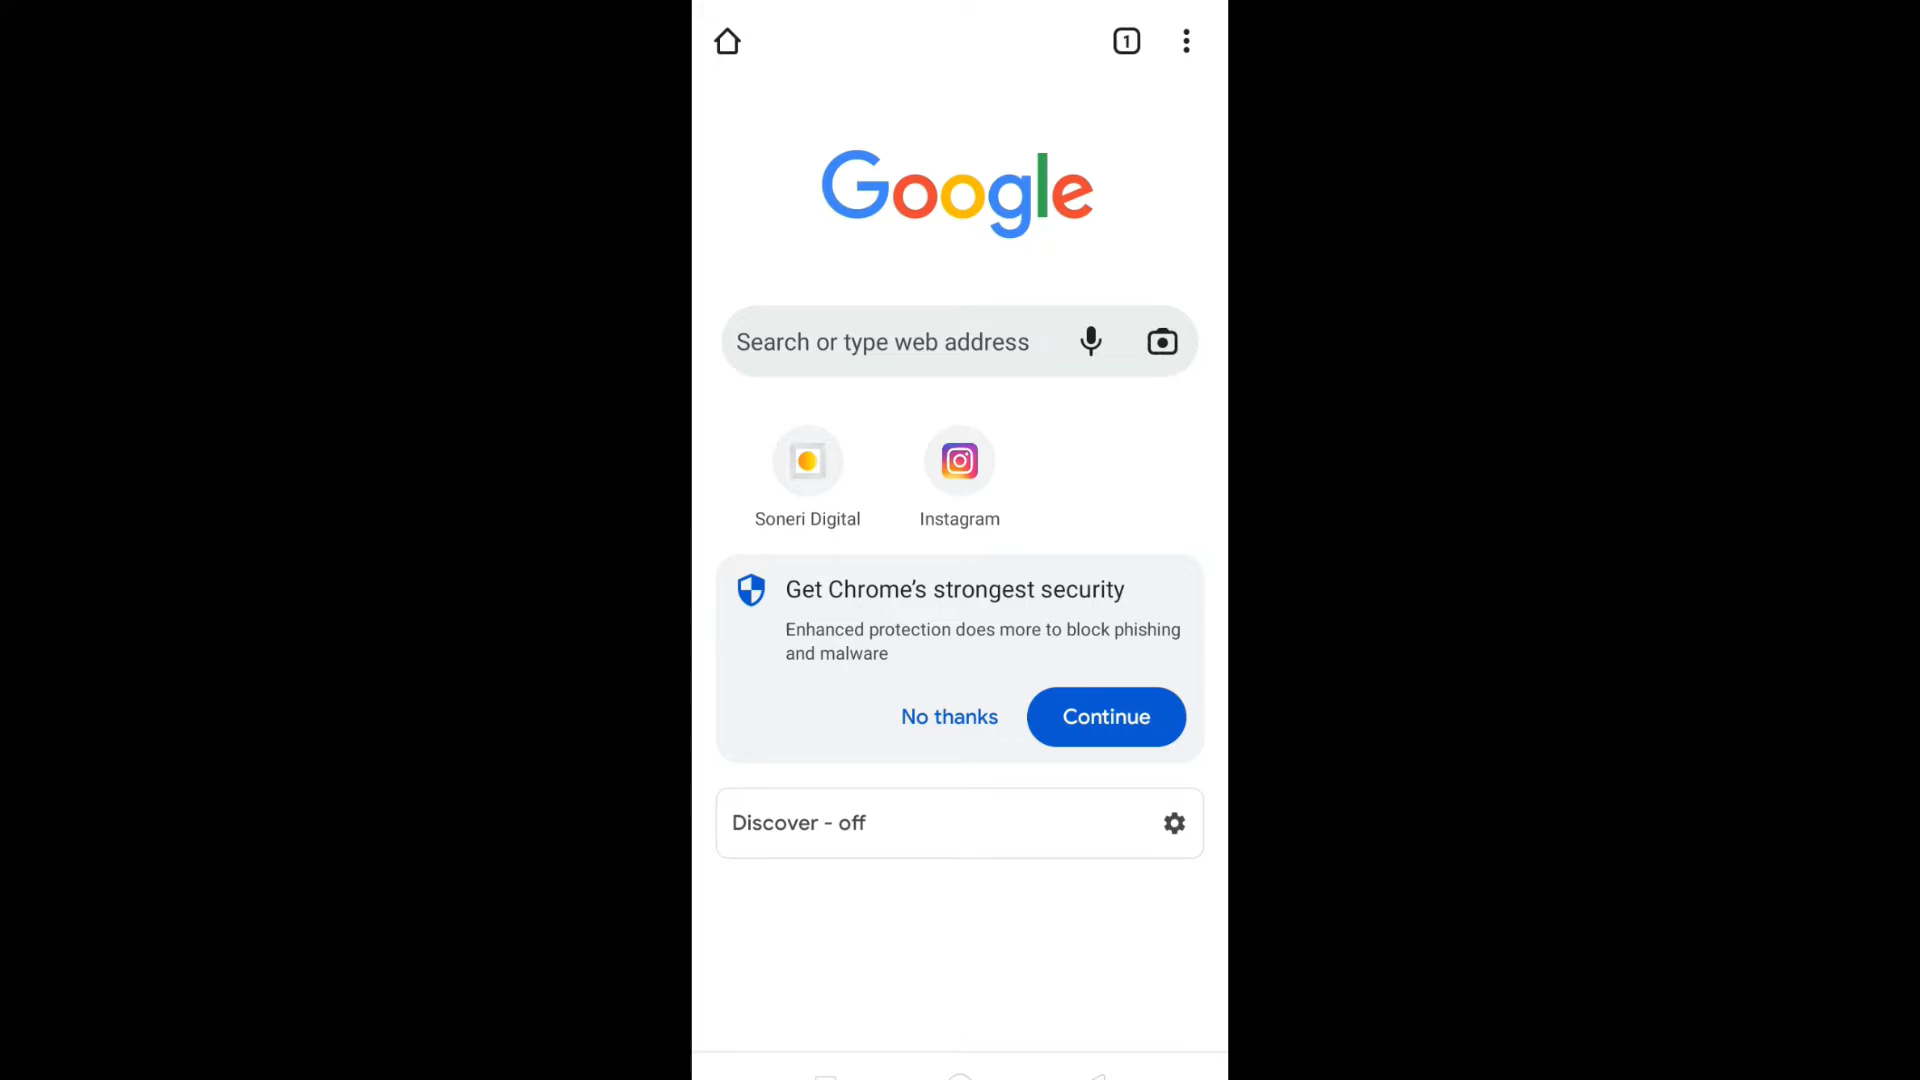 1
Google
Search or type web address
Soneri Digital
Instagram
Get Chrome’s strongest security
Enhanced protection does more to block phishing
and malware
No thanks
Continue
Discover - off